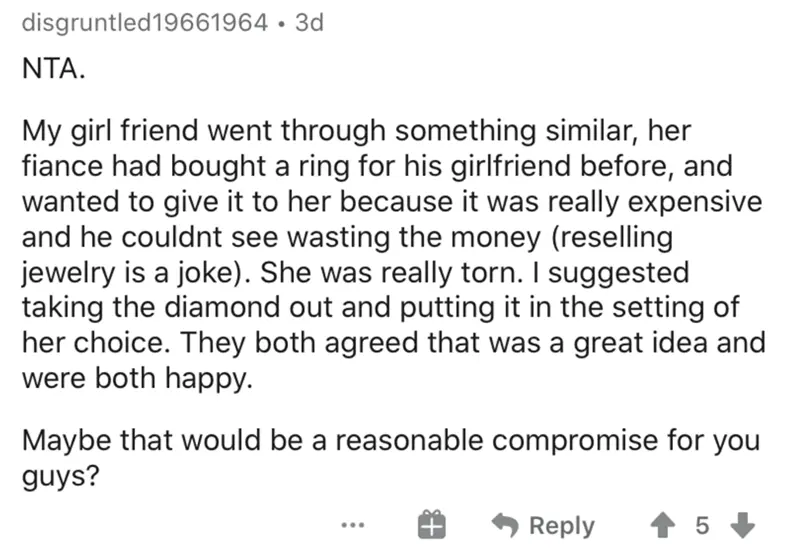 disgruntled19661964 • 3d
NTA.
My girl friend went through something similar, her
fiance had bought a ring for his girlfriend before, and
wanted to give it to her because it was really expensive
and he couldnt see wasting the money (reselling
jewelry is a joke). She was really torn. I suggested
taking the diamond out and putting it in the setting of
her choice. They both agreed that was a great idea and
were both happy.
Maybe that would be a reasonable compromise for you
guys?
... Reply 5